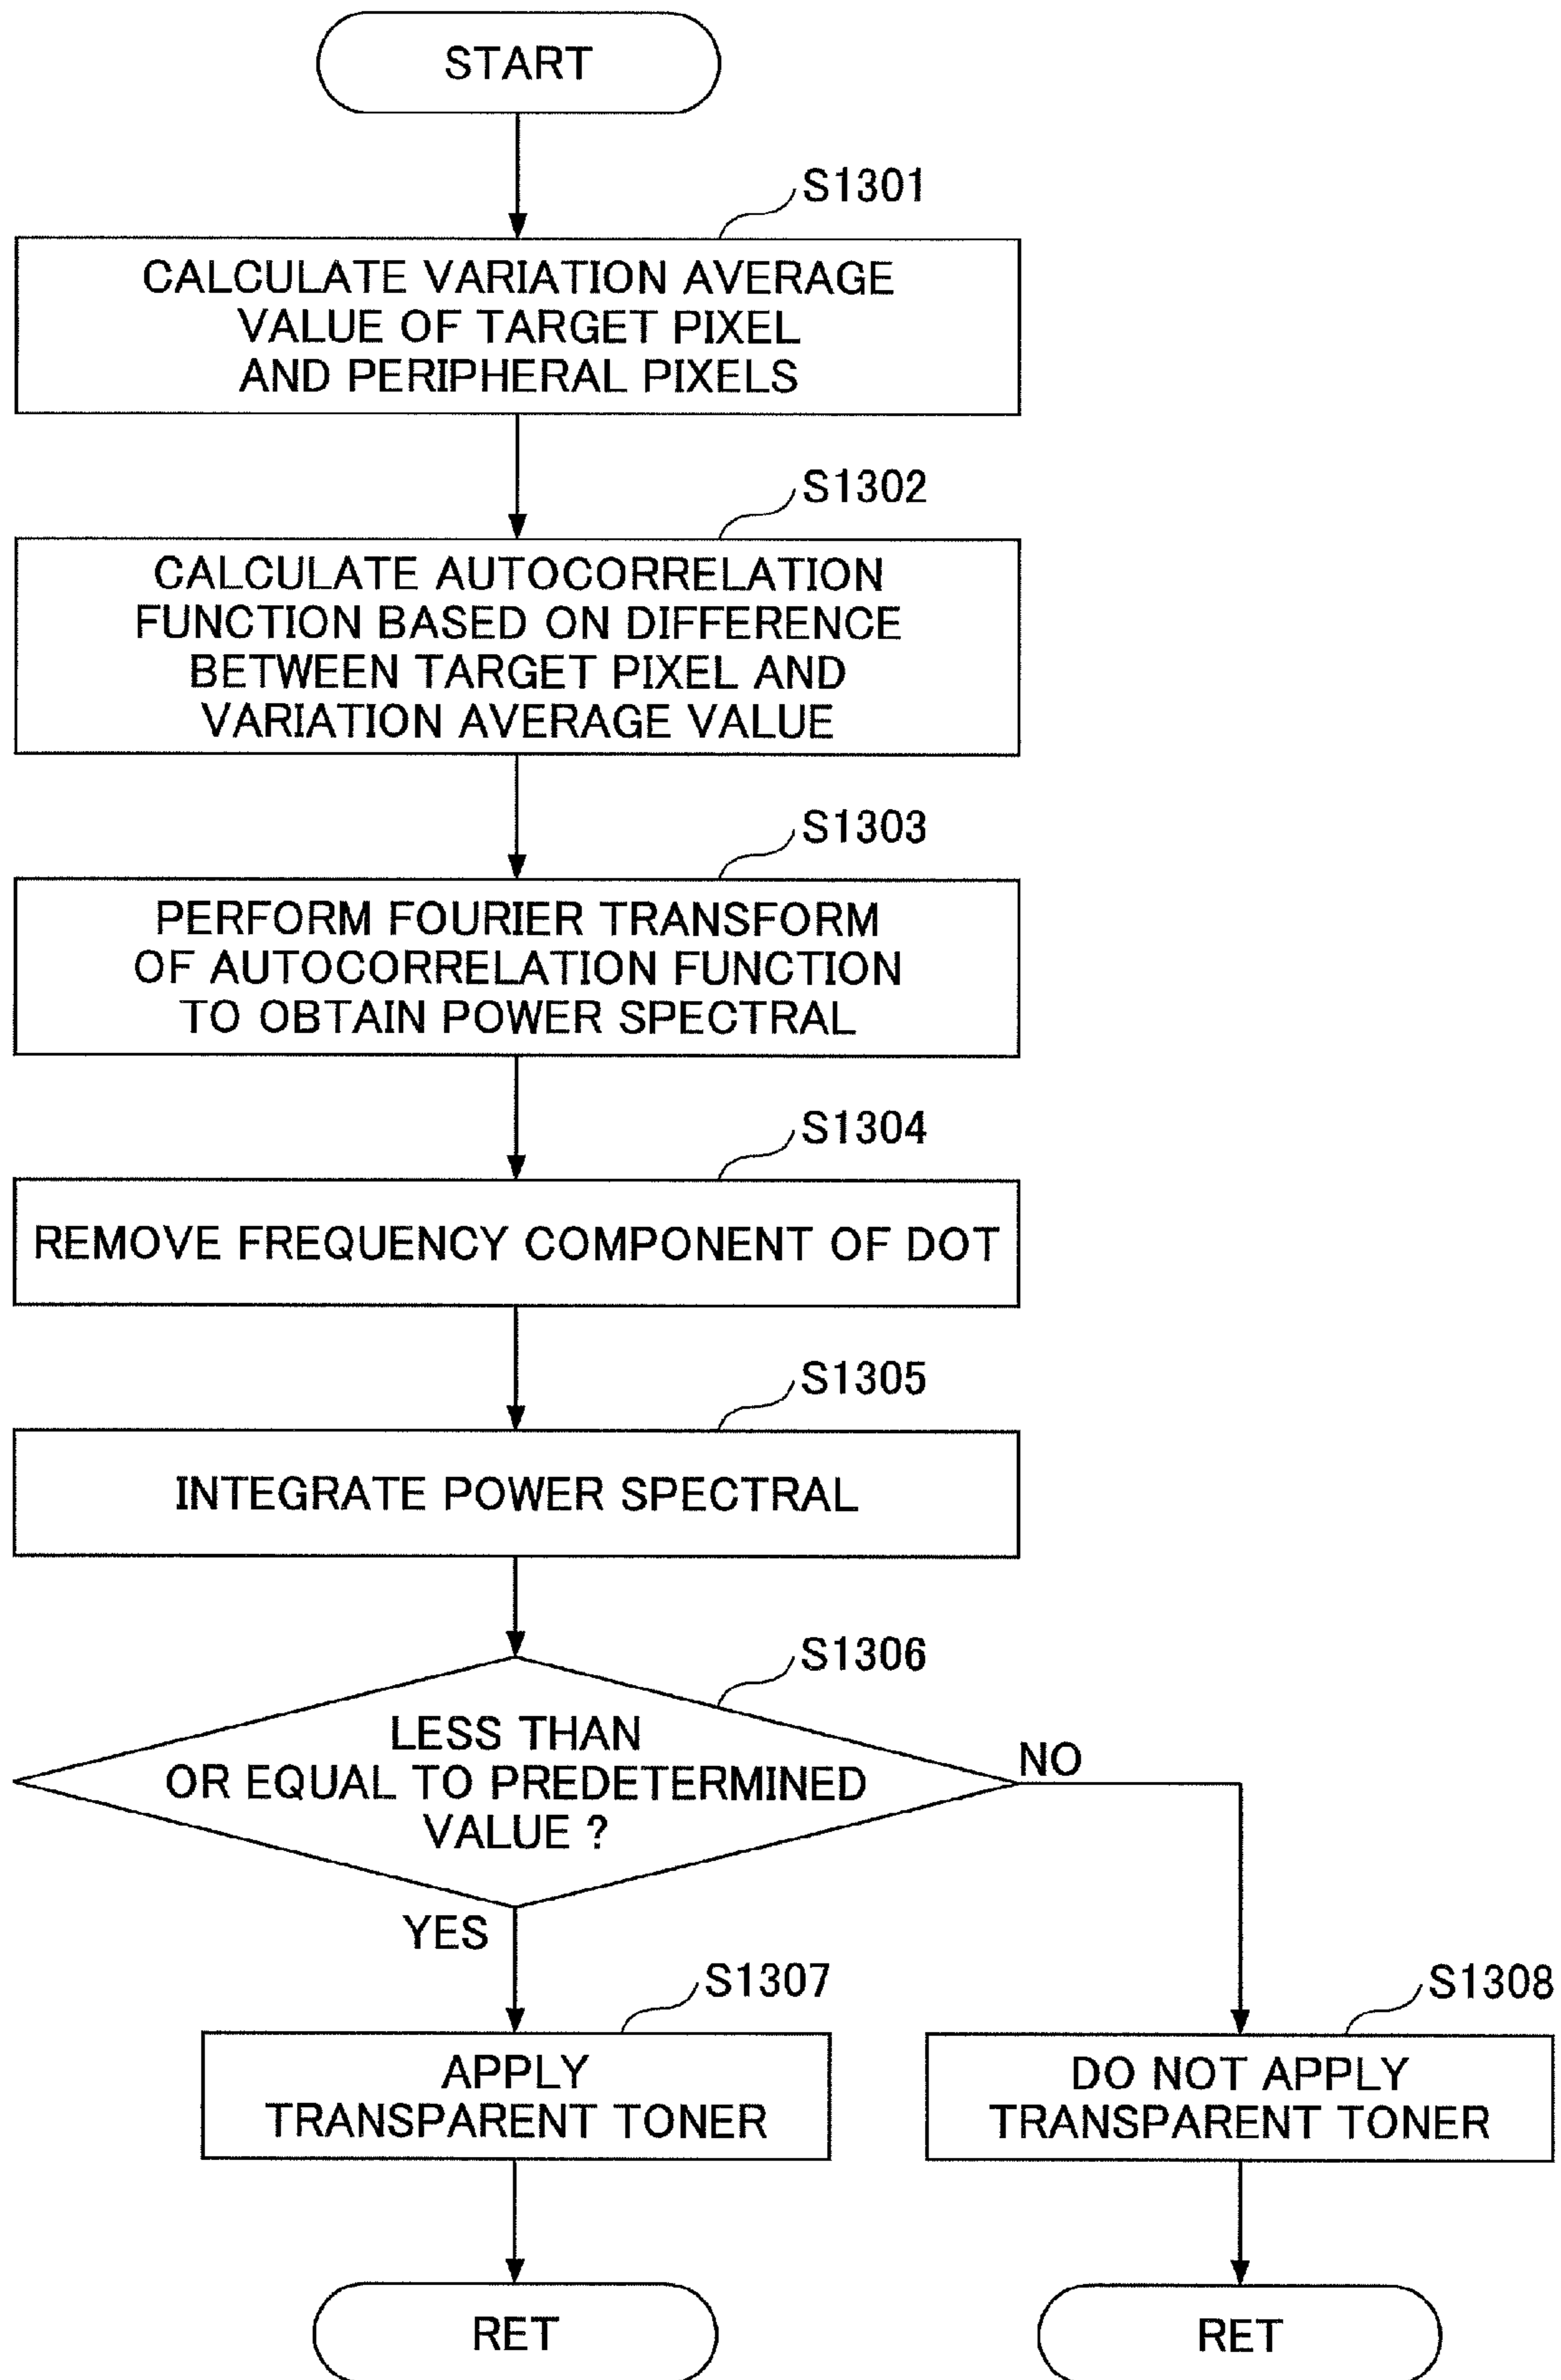 START
S1301
CALCULATE VARIATION AVERAGE
VALUE OF TARGET PIXEL
AND PERIPHERAL PIXELS
S1302
CALCULATE AUTOCORRELATION
FUNCTION BASED ON DIFFERENCE
BETWEEN TARGET PIXEL AND
VARIATION AVERAGE VALUE
S1303
PERFORM FOURIER TRANSFORM
OF AUTOCORRELATION FUNCTION
TO OBTAIN POWER SPECTRAL
S1304
REMOVE FREQUENCY COMPONENT OF DOT
S1305
INTEGRATE POWER SPECTRAL
S1306
LESS THAN
OR EQUAL TO PREDETERMINED
VALUE ?
NO
YES
S1307
APPLY
TRANSPARENT TONER
S1308
DO NOT APPLY
TRANSPARENT TONER
RET
RET